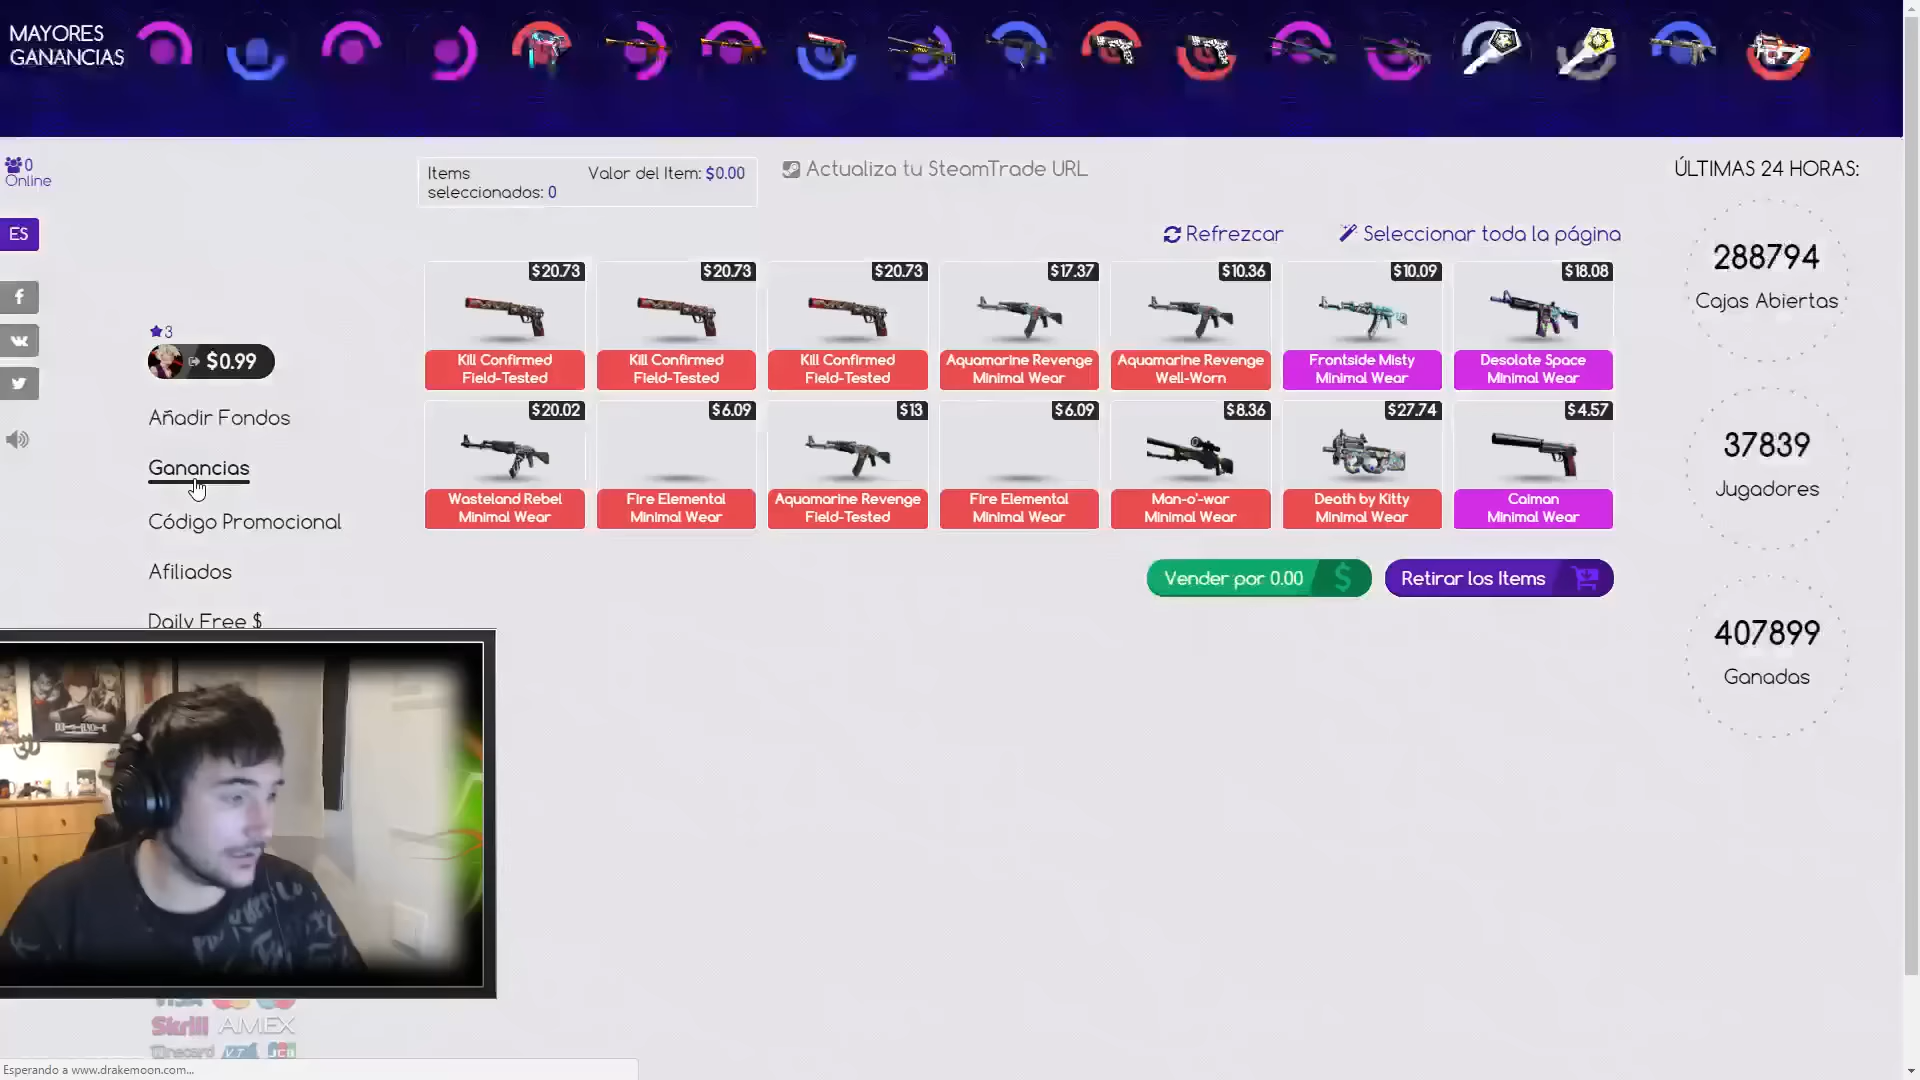 MAYORES
GANANCIAS
0
Online
ES
Items
seleccionados: 0
Valor del Item: $0.00
Actualiza tu SteamTrade URL
Refrezcar
Seleccionar toda la página
ÚLTIMAS 24 HORAS:
288794
Cajas Abiertas
37839
Jugadores
407899
Ganadas
3
$0.99
Añadir Fondos
Ganancias
Código Promocional
Afiliados
Daily Free $
$20.73
Kill Confirmed
Field-Tested
$20.73
Kill Confirmed
Field-Tested
$20.73
Kill Confirmed
Field-Tested
$17.37
Aquamarine Revenge
Minimal Wear
$10.36
Aquamarine Revenge
Well-Worn
$10.09
Frontside Misty
Minimal Wear
$18.08
Desolate Space
Minimal Wear
$20.02
Wasteland Rebel
Minimal Wear
$6.09
Fire Elemental
Minimal Wear
$13
Aquamarine Revenge
Field-Tested
$6.09
Fire Elemental
Minimal Wear
$8.36
Man-o'-war
Minimal Wear
$27.74
Death by Kitty
Minimal Wear
$4.57
Caiman
Minimal Wear
Vender por 0.00 $
Retirar los Items
VISA
Skrill AMEX
JCB
Esperando a www.drakemoon.com...